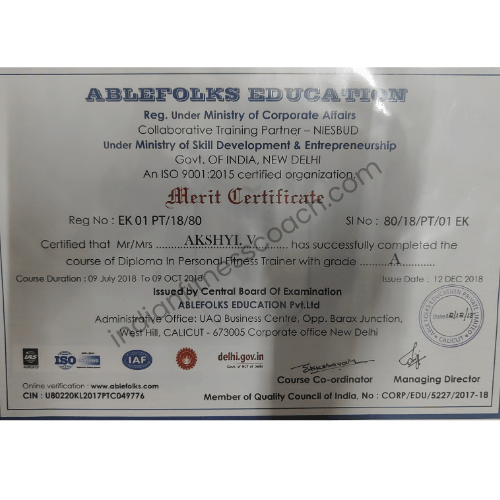 ABLEFOLKS EDUCATION
Reg. Under Ministry of Corporate Affairs
Collaborative Training Partner – NIESBUD
Under Ministry of Skill Development & Entrepreneurship
Govt. OF INDIA, NEW DELHI
An ISO 9001:2015 certified organization
Merit Certificate
Reg No : EK 01 PT/18/80 Sl No : 80/18/PT/01 EK
Certified that Mr/Mrs AKSHYI. V. has successfully completed the
course of Diploma In Personal Fitness Trainer with grade A
Course Duration : 09 July 2018 To 09 OCT 2018 Issue Date : 12 DEC 2018
Issued by Central Board Of Examination
ABLEFOLKS EDUCATION Pvt.Ltd
Administrative Office: UAQ Business Centre, Opp. Barax Junction,
West Hill, CALICUT - 673005 Corporate office New Delhi
IAS ISO IAF delhi.gov.in
Course Co-ordinator Managing Director
Online verification : www.ablefolks.com
CIN : U80220KL2017PTC049776 Member of Quality Council of India, No : CORP/EDU/5227/2017-18
indianfitnesscoach.com